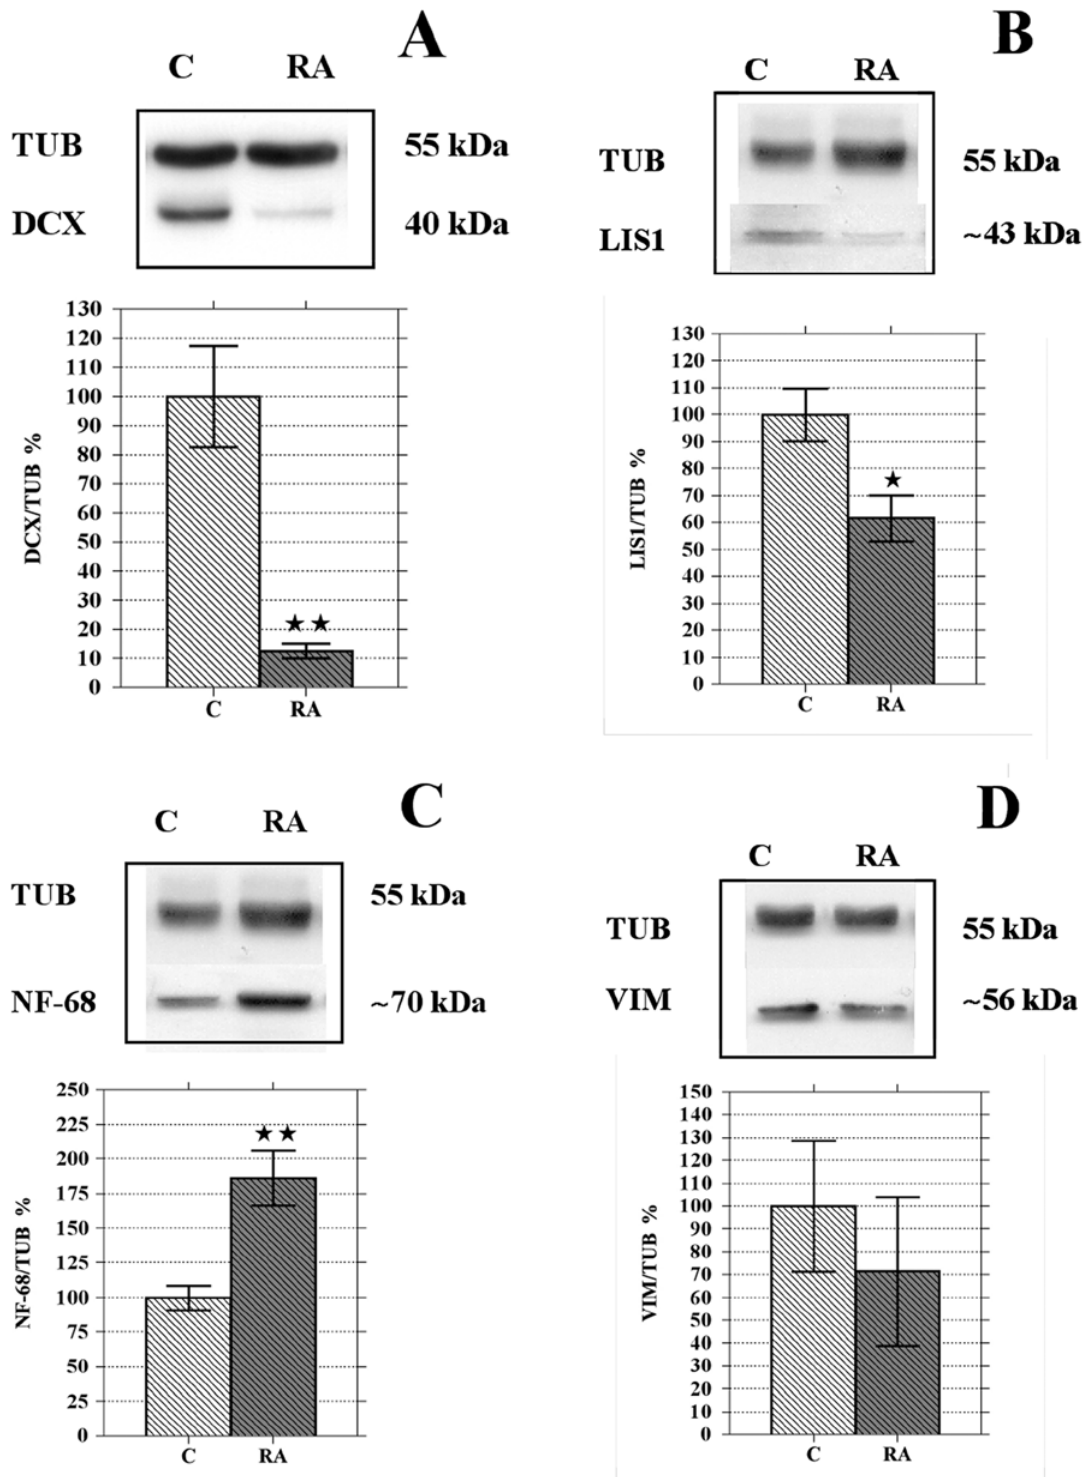 A
C RA
TUB 55 kDa
DCX 40 kDa
130
120
110
100
90
80
70
60
50
40
30
20
10
0
DCX/TUB %
★ ★
C RA
B
C RA
TUB 55 kDa
LIS1 ~43 kDa
130
120
110
100
90
80
70
60
50
40
30
20
10
0
LIS1/TUB %
★
C RA
C
C RA
TUB 55 kDa
NF-68 ~70 kDa
250
225
200
175
150
125
100
75
50
25
0
NF-68/TUB %
★ ★
C RA
D
C RA
TUB 55 kDa
VIM ~56 kDa
150
140
130
120
110
100
90
80
70
60
50
40
30
20
10
0
VIM/TUB %
C RA